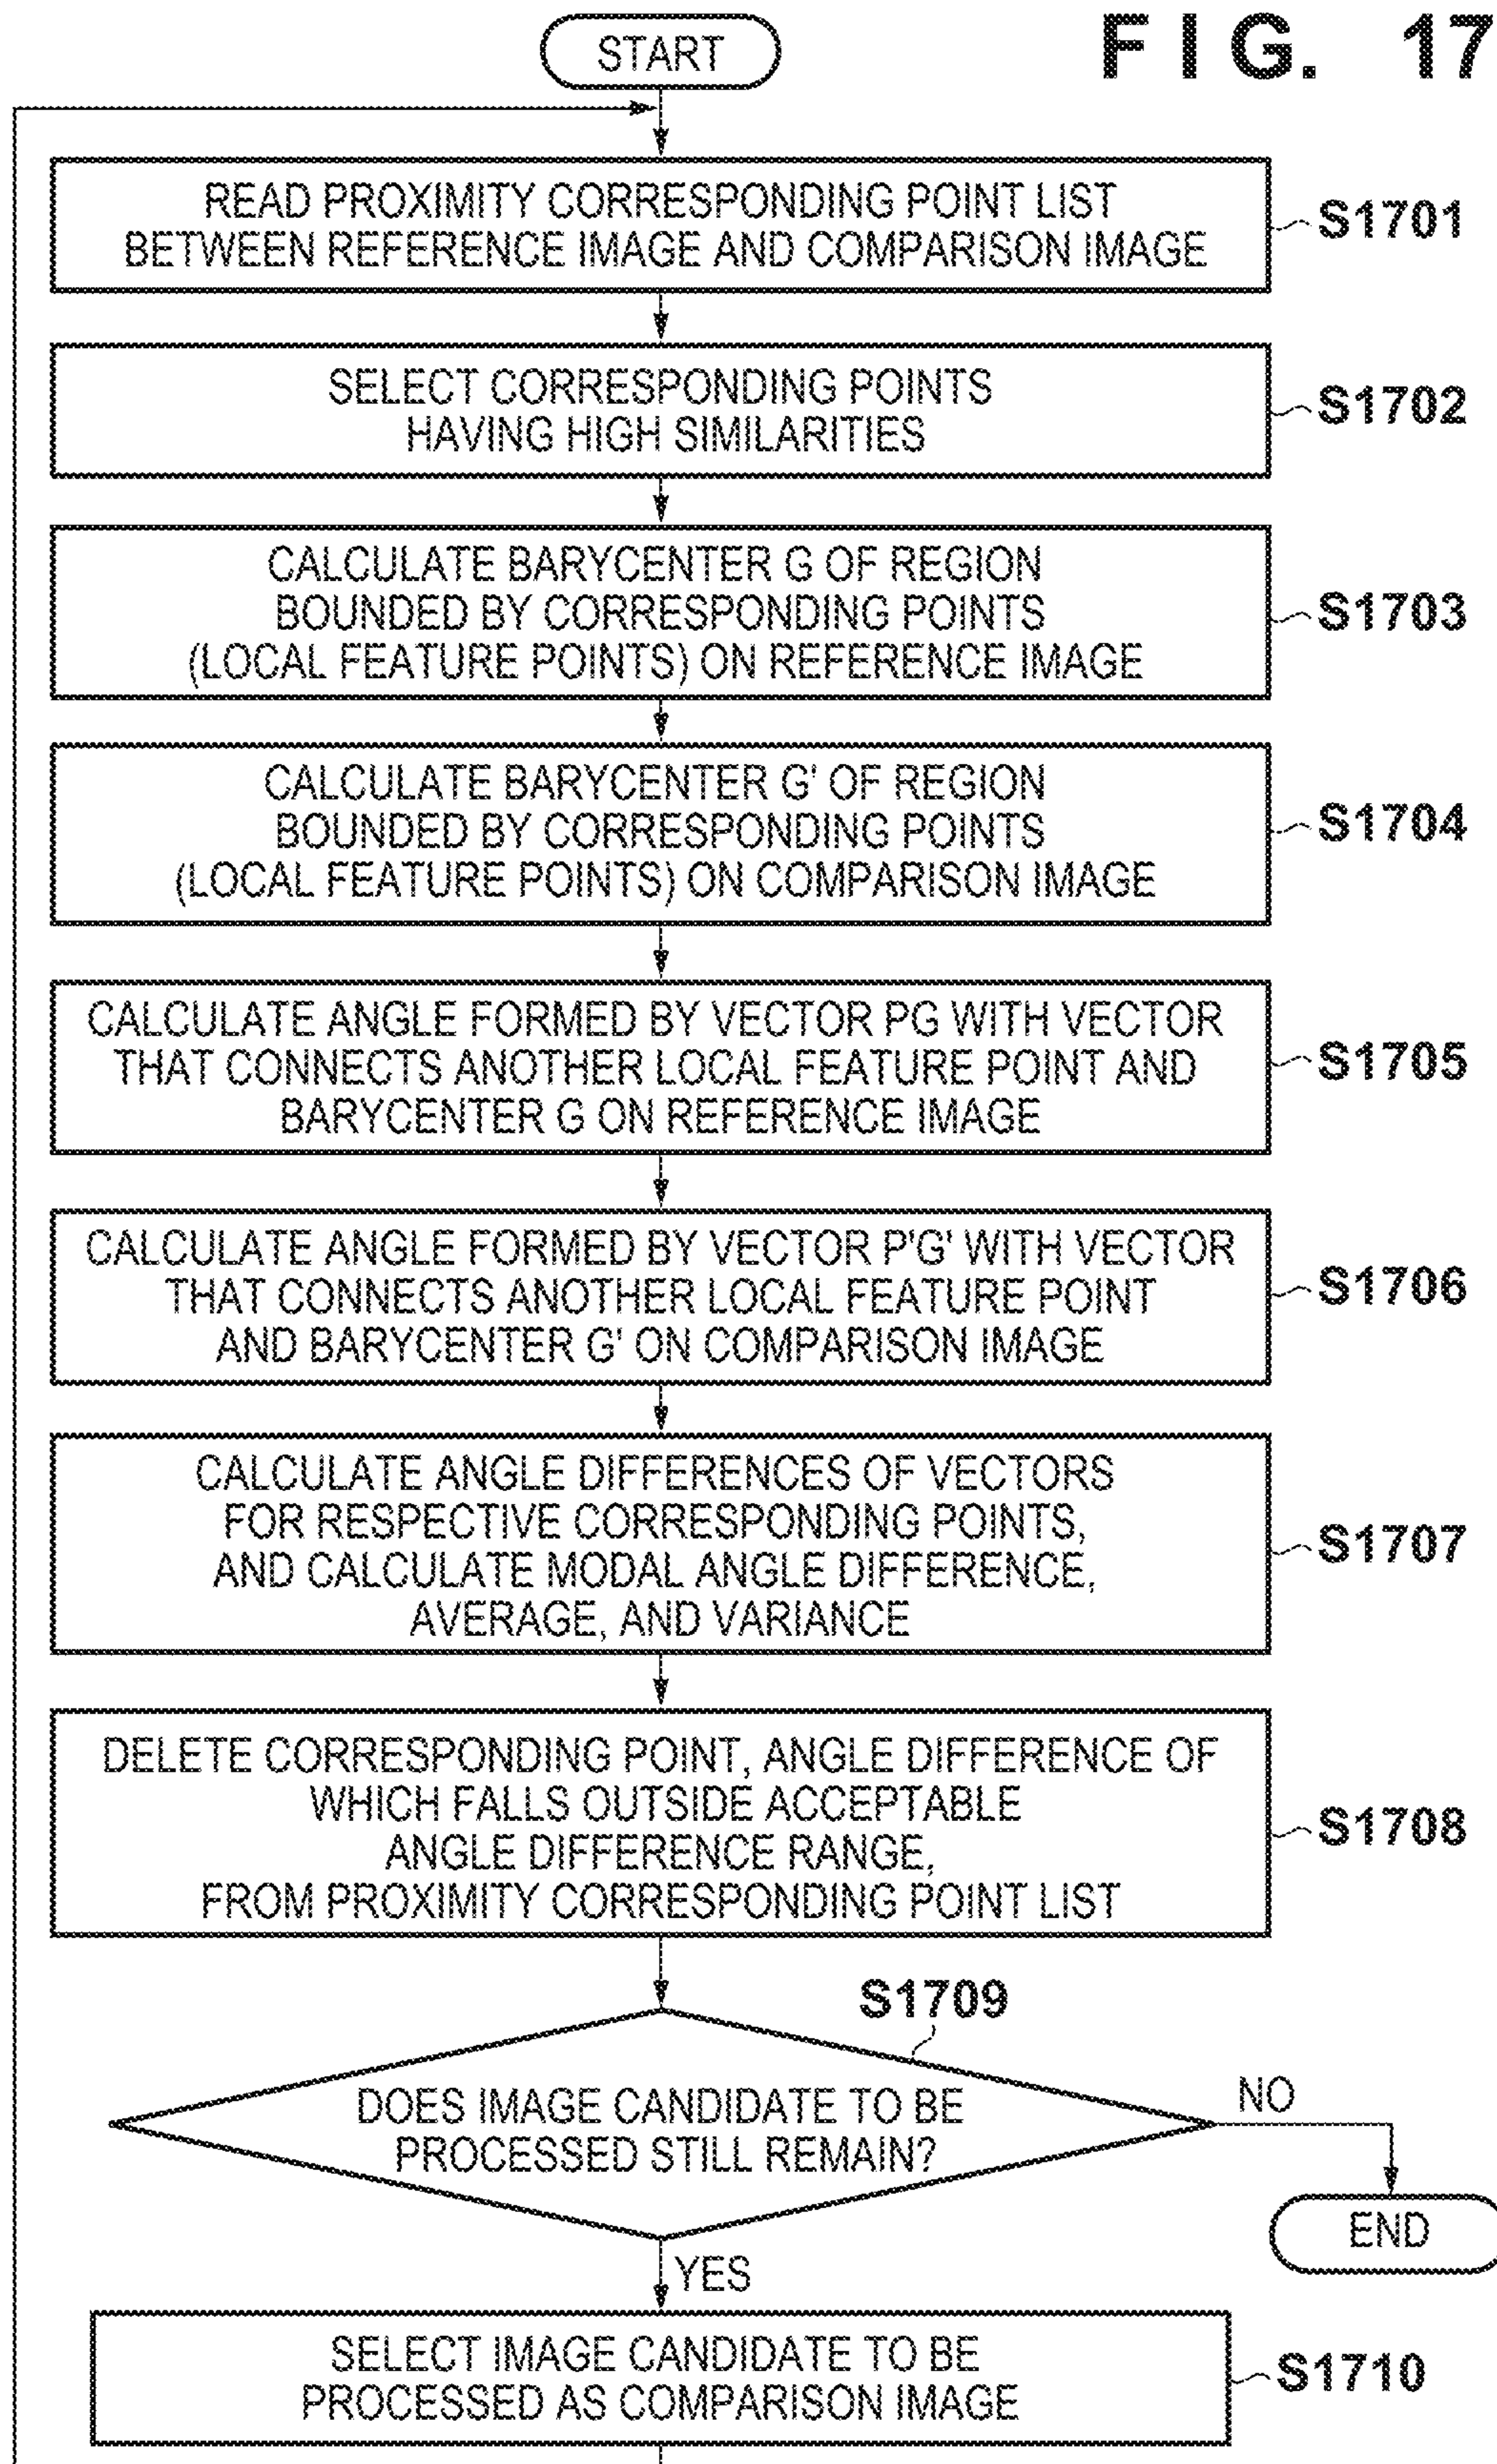 FIG. 17
START
READ PROXIMITY CORRESPONDING POINT LIST
BETWEEN REFERENCE IMAGE AND COMPARISON IMAGE
S1701
SELECT CORRESPONDING POINTS
HAVING HIGH SIMILARITIES
S1702
CALCULATE BARYCENTER G OF REGION
BOUNDED BY CORRESPONDING POINTS
(LOCAL FEATURE POINTS) ON REFERENCE IMAGE
S1703
CALCULATE BARYCENTER G' OF REGION
BOUNDED BY CORRESPONDING POINTS
(LOCAL FEATURE POINTS) ON COMPARISON IMAGE
S1704
CALCULATE ANGLE FORMED BY VECTOR PG WITH VECTOR
THAT CONNECTS ANOTHER LOCAL FEATURE POINT AND
BARYCENTER G ON REFERENCE IMAGE
S1705
CALCULATE ANGLE FORMED BY VECTOR P'G' WITH VECTOR
THAT CONNECTS ANOTHER LOCAL FEATURE POINT
AND BARYCENTER G' ON COMPARISON IMAGE
S1706
CALCULATE ANGLE DIFFERENCES OF VECTORS
FOR RESPECTIVE CORRESPONDING POINTS,
AND CALCULATE MODAL ANGLE DIFFERENCE,
AVERAGE, AND VARIANCE
S1707
DELETE CORRESPONDING POINT, ANGLE DIFFERENCE OF
WHICH FALLS OUTSIDE ACCEPTABLE
ANGLE DIFFERENCE RANGE,
FROM PROXIMITY CORRESPONDING POINT LIST
S1708
S1709
DOES IMAGE CANDIDATE TO BE
PROCESSED STILL REMAIN?
NO
END
YES
SELECT IMAGE CANDIDATE TO BE
PROCESSED AS COMPARISON IMAGE
S1710